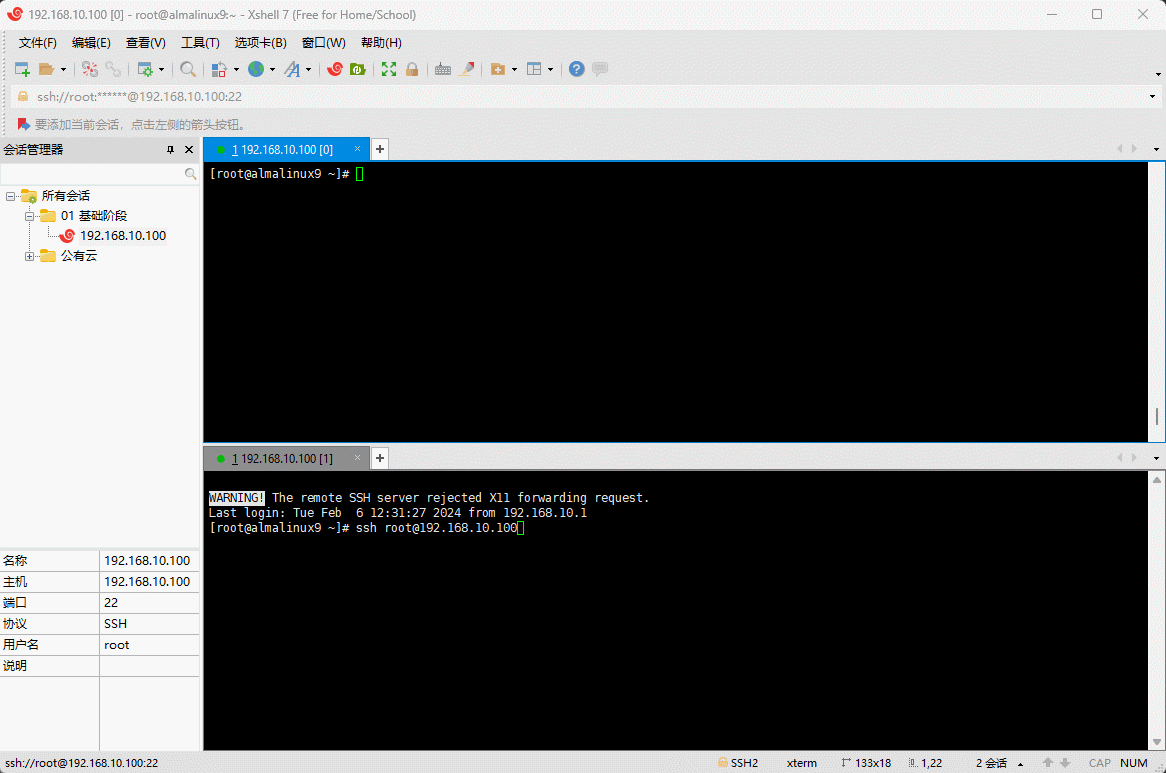 192.168.10.100 [0] - root@almalinux9:~ - Xshell 7 (Free for Home/School)
文件(F) 编辑(E) 查看(V) 工具(T) 选项卡(B) 窗口(W) 帮助(H)
ssh://root:******@192.168.10.100:22
要添加当前会话，点击左侧的箭头按钮。
会话管理器
所有会话
01 基础阶段
192.168.10.100
公有云
名称 192.168.10.100
主机 192.168.10.100
端口 22
协议 SSH
用户名 root
说明
1 192.168.10.100 [0]
[root@almalinux9 ~]#
1 192.168.10.100 [1]
WARNING! The remote SSH server rejected X11 forwarding request.
Last login: Tue Feb  6 12:31:27 2024 from 192.168.10.1
[root@almalinux9 ~]# ssh root@192.168.10.100
ssh://root@192.168.10.100:22 SSH2 xterm 133x18 1,22 2 会话 CAP NUM